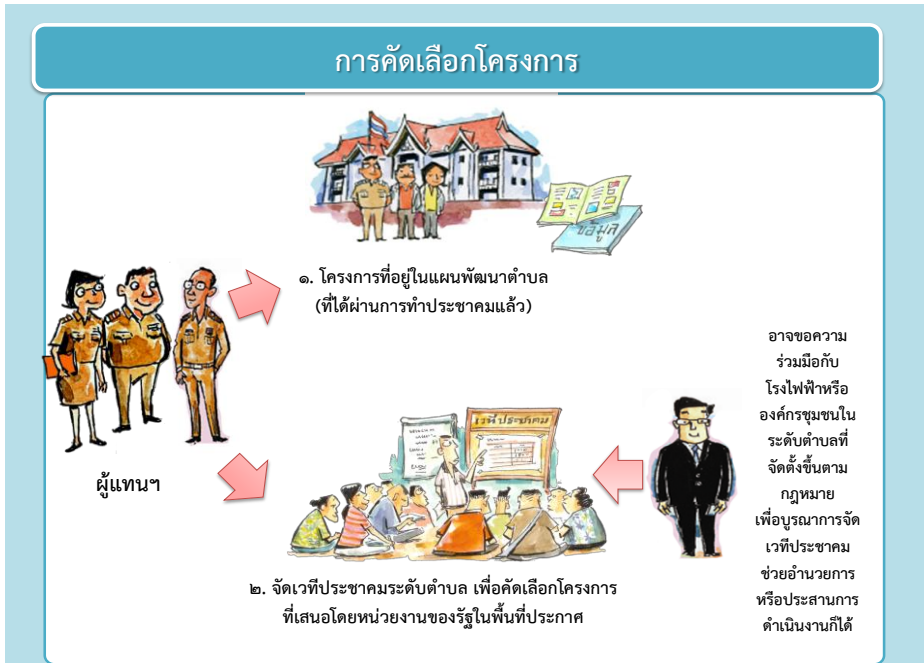 การคัดเลือกโครงการ
ข้อมูล
๑. โครงการที่อยู่ในแผนพัฒนาตำบล
(ที่ได้ผ่านการทำประชาคมแล้ว)
ผู้แทนฯ
เวทีประชาคม
๒. จัดเวทีประชาคมระดับตำบล เพื่อคัดเลือกโครงการ
ที่เสนอโดยหน่วยงานของรัฐในพื้นที่ประกาศ
อาจขอความ
ร่วมมือกับ
โรงไฟฟ้าหรือ
องค์กรชุมชนใน
ระดับตำบลที่
จัดตั้งขึ้นตาม
กฎหมาย
เพื่อบูรณาการจัด
เวทีประชาคม
ช่วยอำนวยการ
หรือประสานการ
ดำเนินงานก็ได้